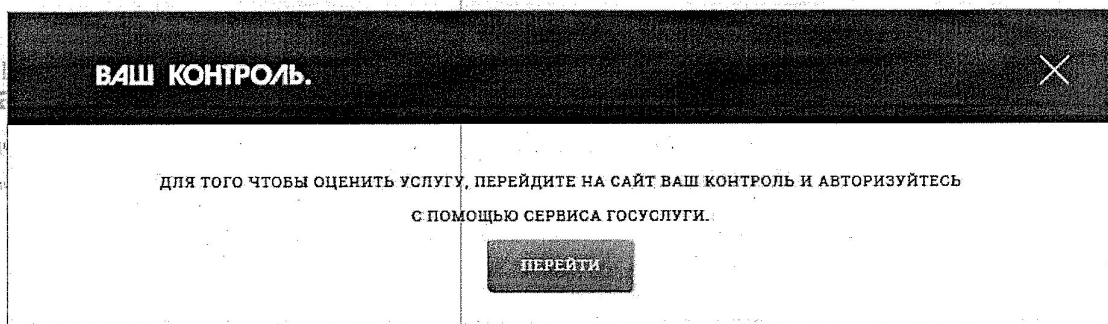 ВАШ КОНТРОЛЬ.
ДЛЯ ТОГО ЧТОБЫ ОЦЕНИТЬ УСЛУГУ, ПЕРЕЙДИТЕ НА САЙТ ВАШ КОНТРОЛЬ И АВТОРИЗУЙТЕСЬ
С ПОМОЩЬЮ СЕРВИСА ГОСУСЛУГИ.
ПЕРЕЙТИ